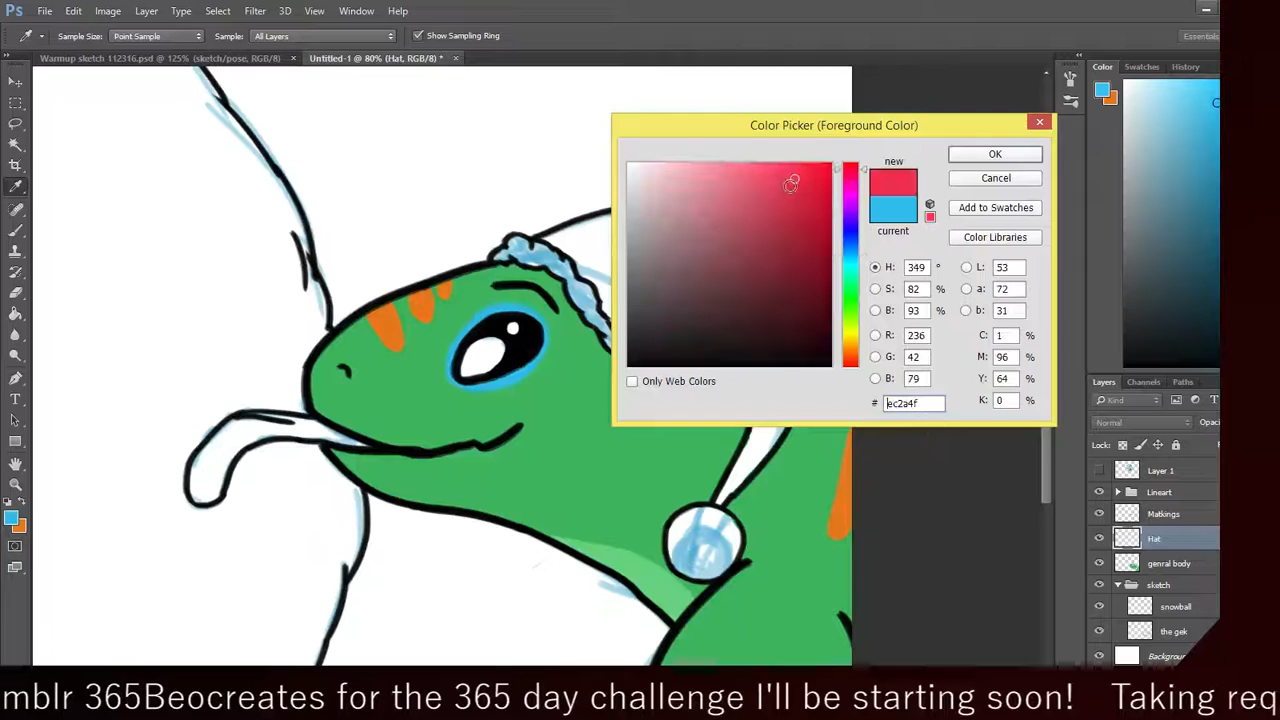 Ps File Edit Image Layer Type Select Filter 3D View Window Help
Sample Size: Point Sample Sample: All Layers Show Sampling Ring Essentials
Warmup sketch 112316.psd @ 125% (sketch/pose, RGB/8) × Untitled-1 @ 80% (Hat, RGB/8) * ×
Color Swatches History
Color Picker (Foreground Color)
new
OK
Cancel
Add to Swatches
current
Color Libraries
H: 349 ° L: 53
S: 82 % a: 72
B: 93 % b: 31
R: 236 C: 1 %
G: 42 M: 96 %
B: 79 Y: 64 %
# ec2a4f K: 0 %
Only Web Colors
Layers Channels Paths
Kind
Normal Opac
Lock:
Layer 1
Lineart
Matkings
Hat
genral body
sketch
snowball
the gek
Background
mblr 365Beocreates for the 365 day challenge I'll be starting soon! Taking req